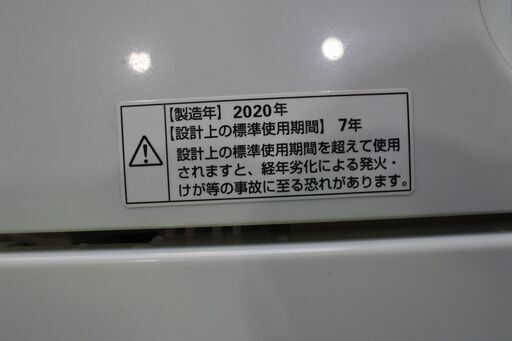 【製造年】 2020年
【設計上の標準使用期間】 7年
設計上の標準使用期間を超えて使用
されますと、経年劣化による発火・
けが等の事故に至る恐れがあります。